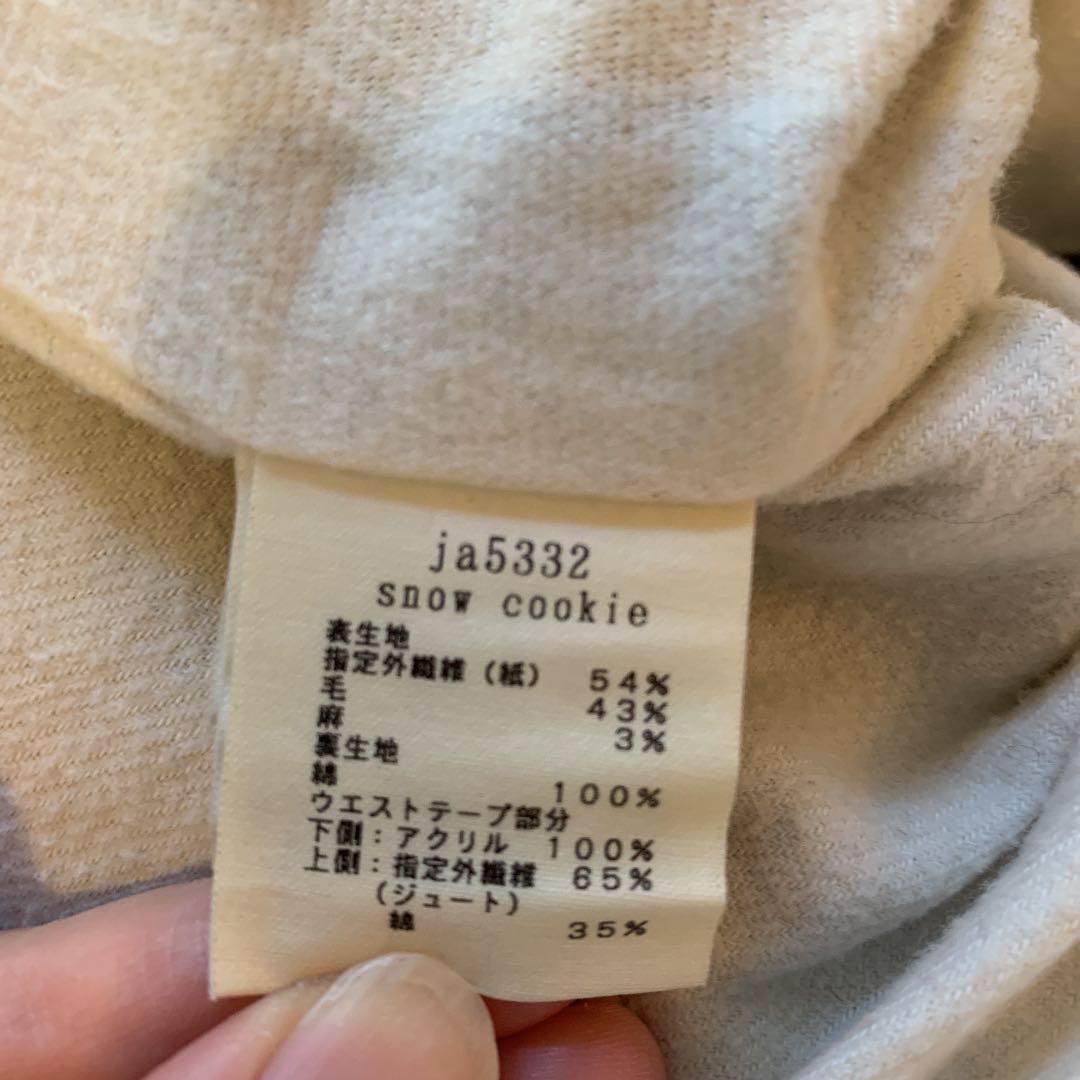 ja5332
snow cookie
表生地
指定外繊維（紙） 54%
毛 43%
麻 3%
裏生地
綿 100%
ウエストテープ部分
下側：アクリル 100%
上側：指定外繊維 65%
（ジュート）
綿 35%